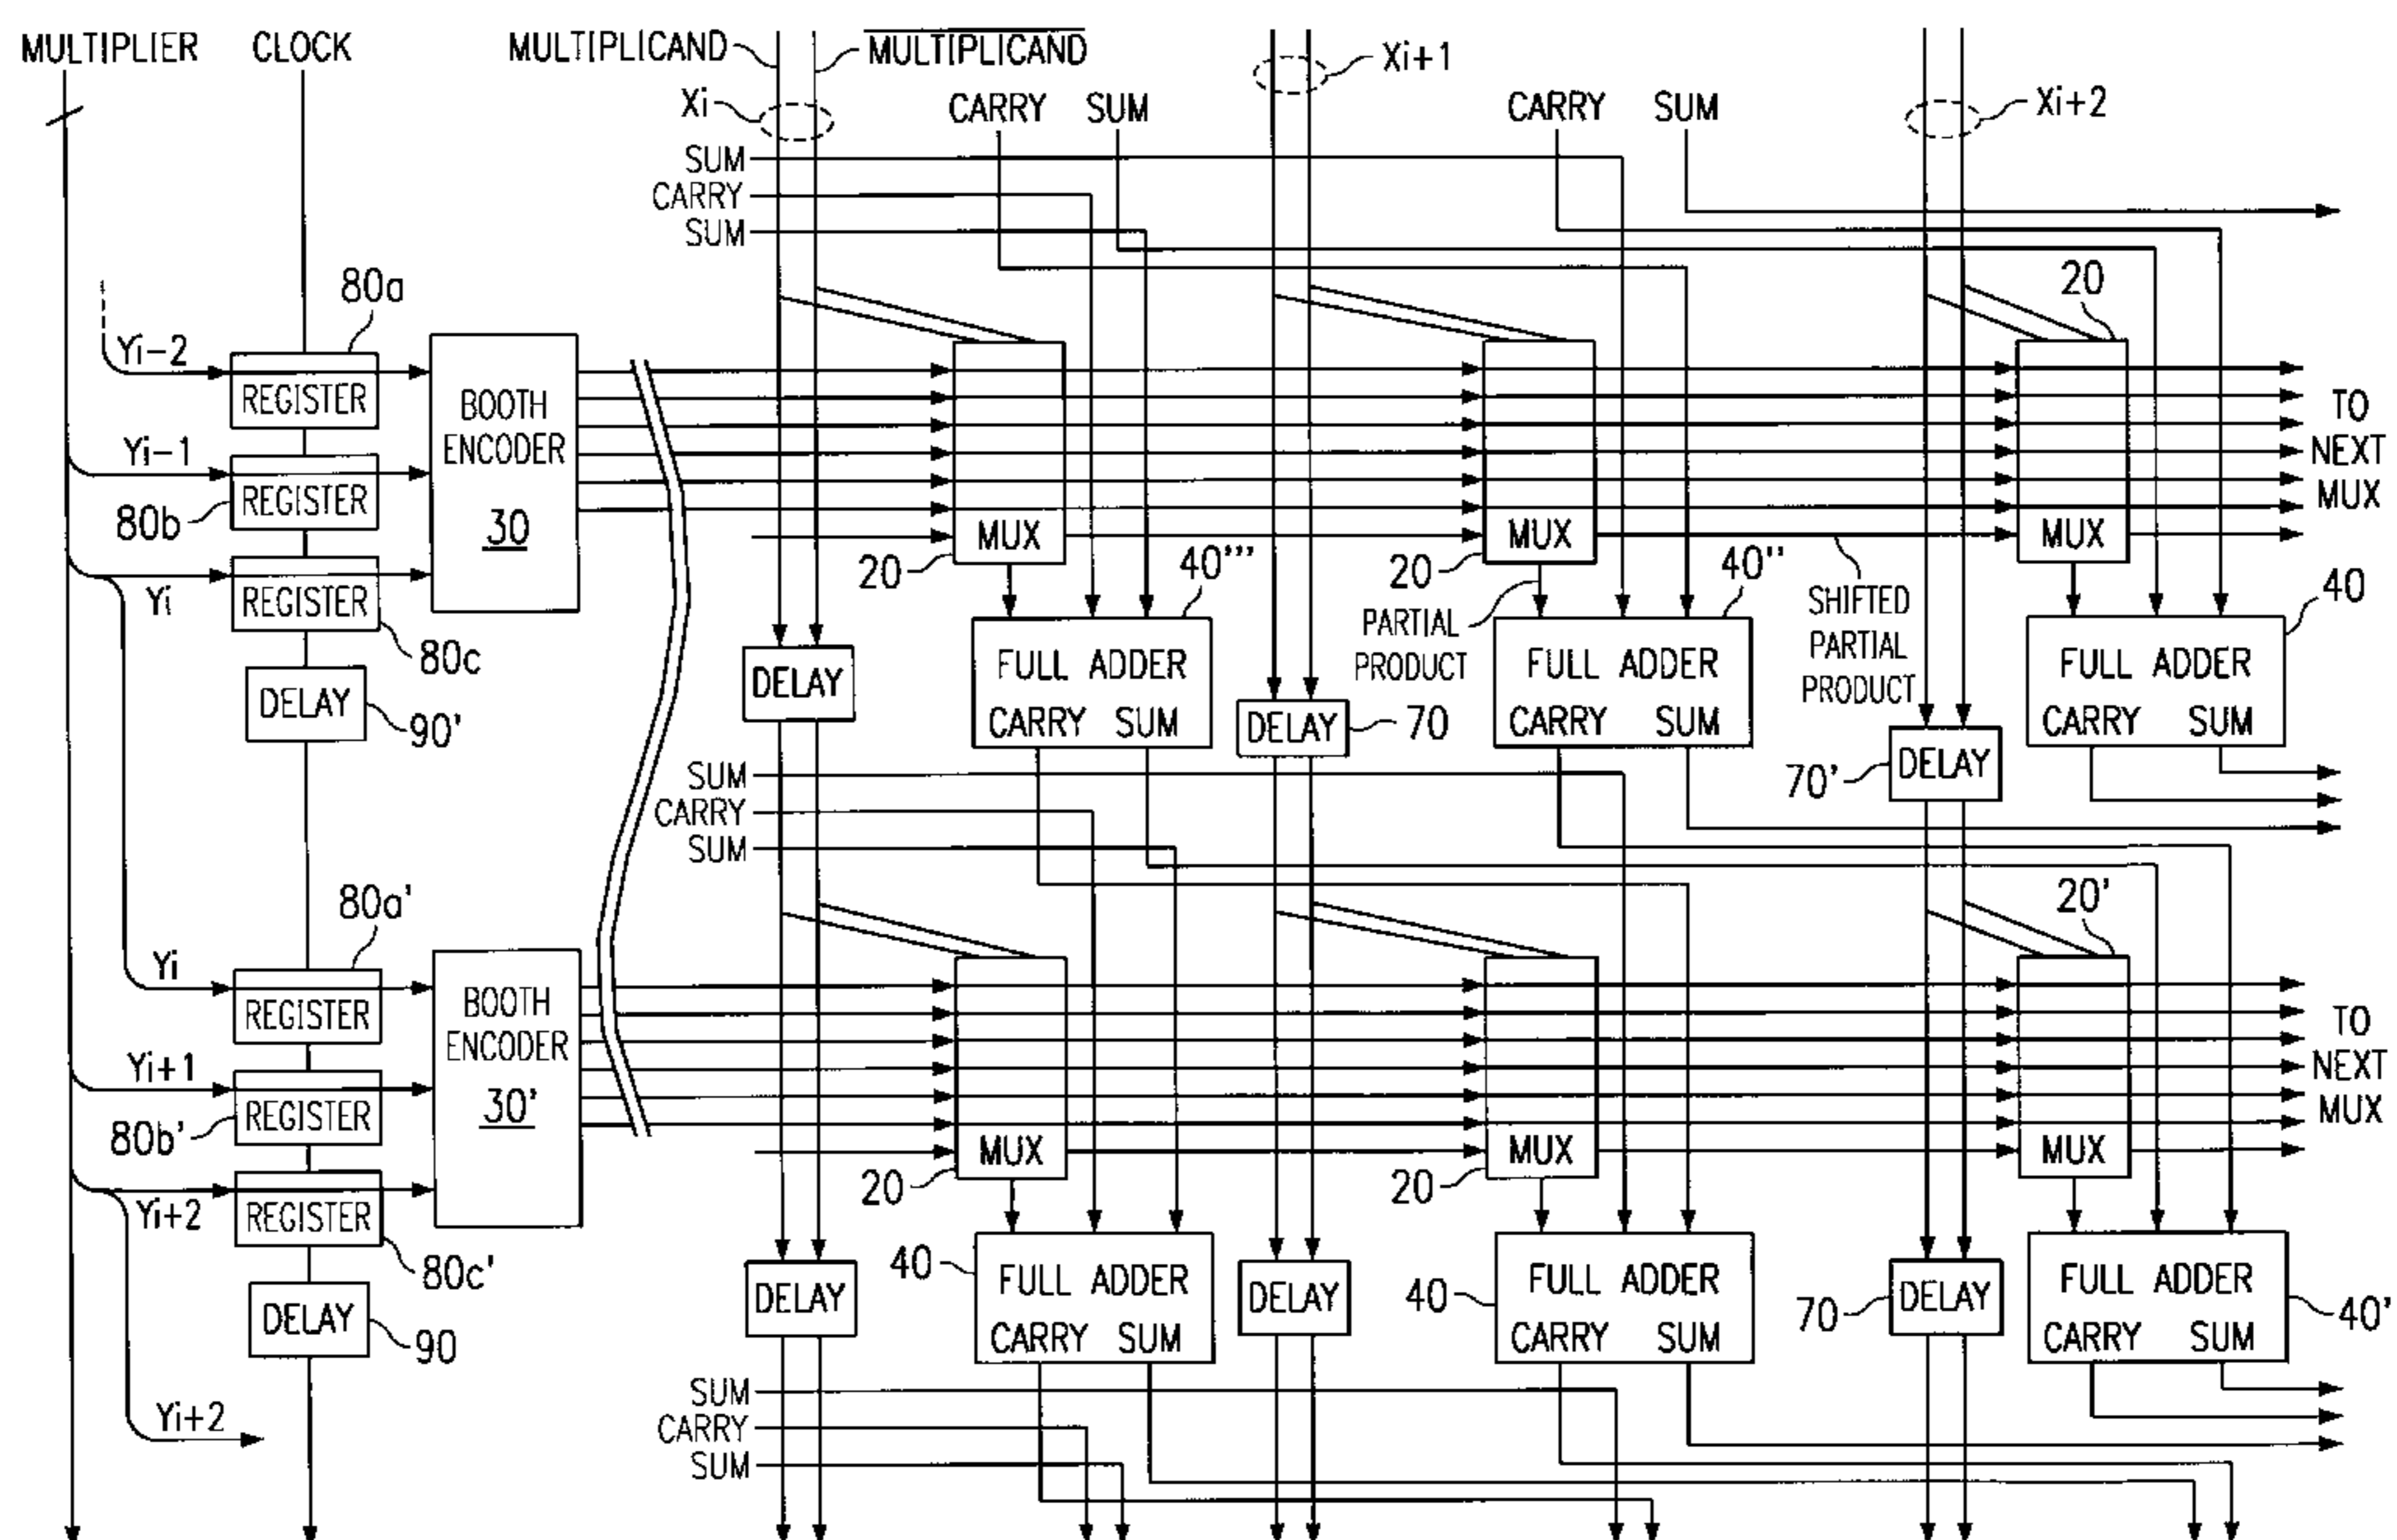 MULTIPLIER CLOCK MULTIPLICAND MULTIPLICAND Xi+1
Xi CARRY SUM CARRY SUM Xi+2
SUM
CARRY
SUM
80a 20
Yi-2
REGISTER BOOTH ENCODER 30 TO NEXT MUX
Yi-1
REGISTER
80b MUX MUX MUX
20 40''' 20 40''
Yi REGISTER PARTIAL PRODUCT SHIFTED PARTIAL PRODUCT 40
80c
DELAY DELAY FULL ADDER FULL ADDER FULL ADDER
90' CARRY SUM DELAY 70 CARRY SUM CARRY SUM
SUM 70' DELAY
CARRY
SUM
80a' 20'
Yi
REGISTER BOOTH ENCODER 30' TO NEXT MUX
Yi+1
REGISTER
80b' MUX MUX MUX
20 20
Yi+2 REGISTER
80c' 40 FULL ADDER FULL ADDER FULL ADDER
DELAY DELAY DELAY 40 70 DELAY 40'
90 CARRY SUM CARRY SUM CARRY SUM
SUM
Yi+2 CARRY
SUM